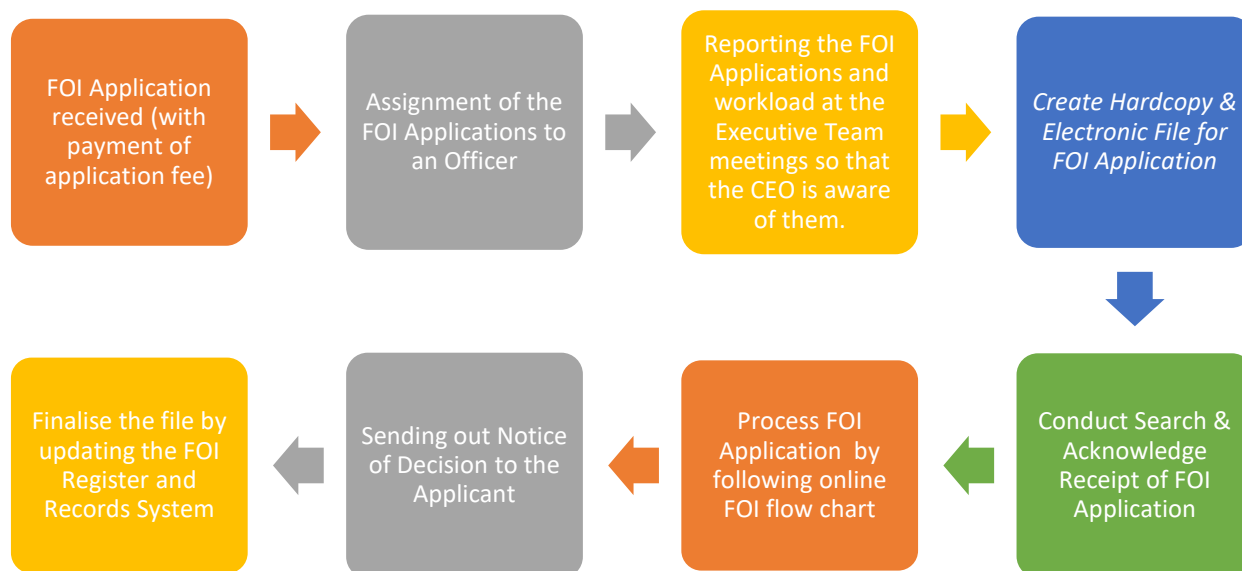 FOI Application
received (with
payment of
application fee)
Assignment of the
FOI Applications to
an Officer
Reporting the FOI
Applications and
workload at the
Executive Team
meetings so that
the CEO is aware
of them.
Create Hardcopy &
Electronic File for
FOI Application
Conduct Search &
Acknowledge
Receipt of FOI
Application
Process FOI
Application by
following online
FOI flow chart
Sending out Notice
of Decision to the
Applicant
Finalise the file by
updating the FOI
Register and
Records System